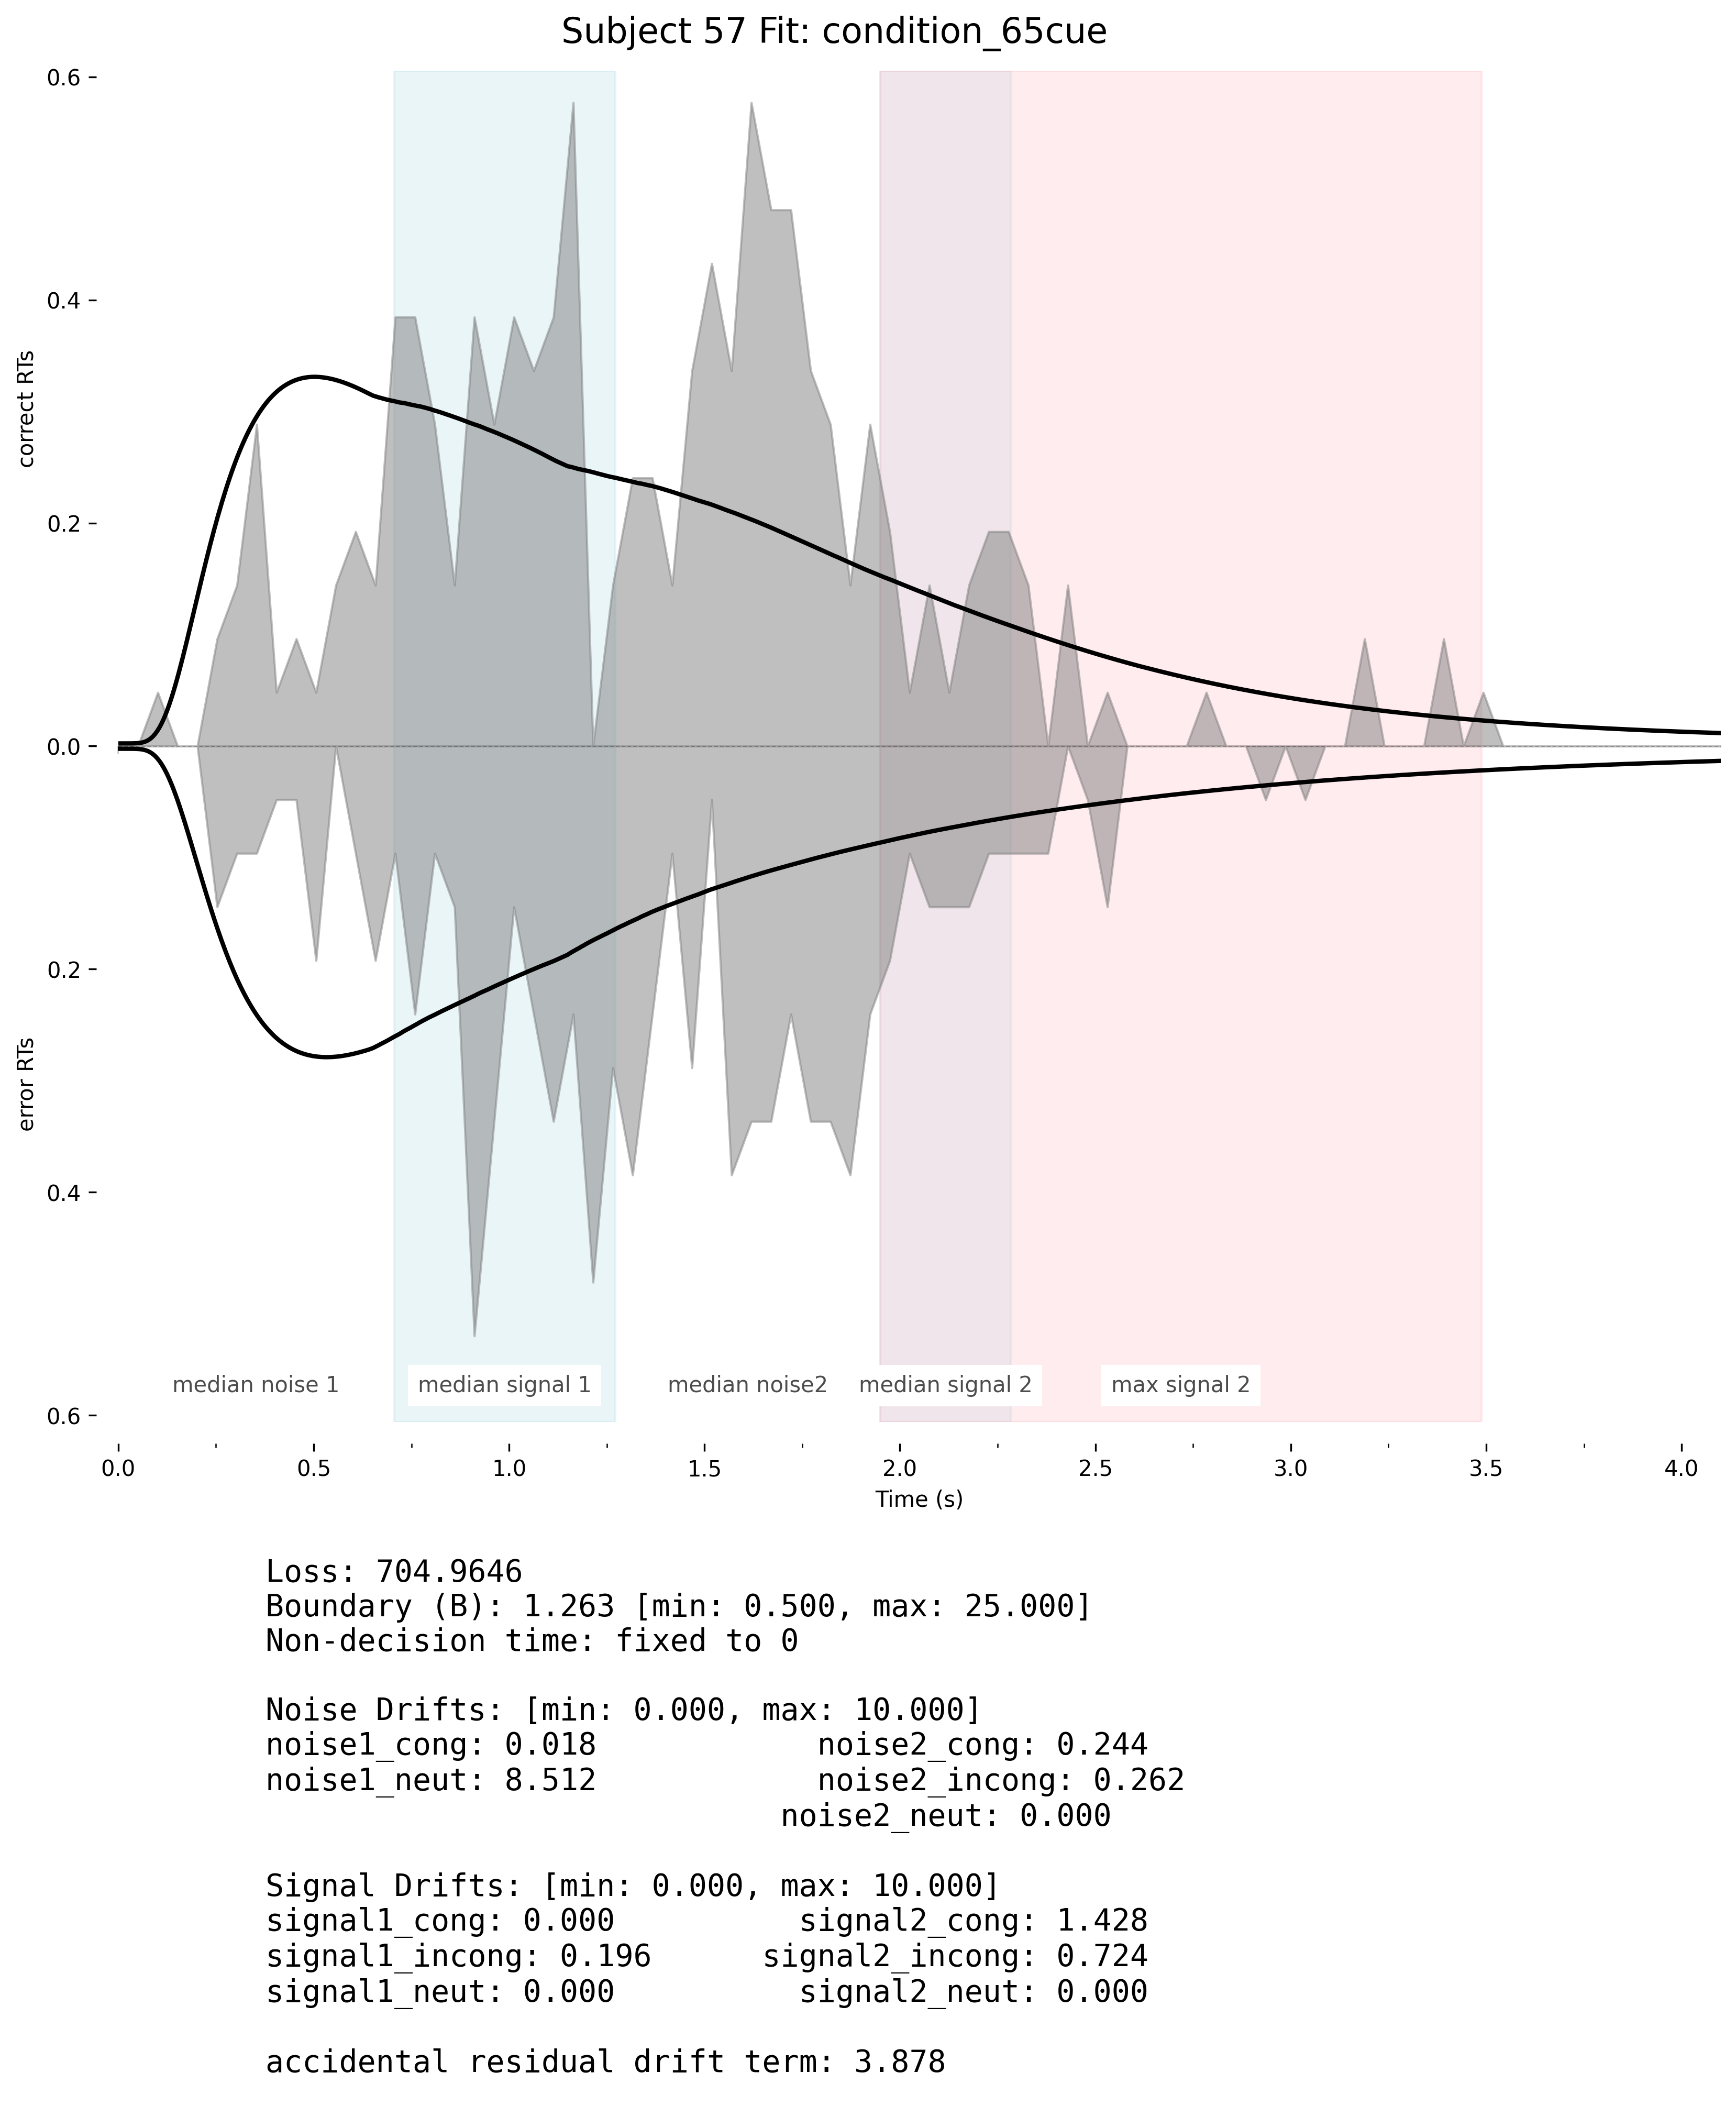 Subject 57 Fit: condition_65cue
0.6
0.4
0.2
0.0
0.2
0.4
0.6
correct RTs
error RTs
median noise 1
median signal 1
median noise2
median signal 2
max signal 2
0.0
0.5
1.0
1.5
2.0
2.5
3.0
3.5
4.0
Time (s)
Loss: 704.9646
Boundary (B): 1.263 [min: 0.500, max: 25.000]
Non-decision time: fixed to 0
Noise Drifts: [min: 0.000, max: 10.000]
noise1_cong: 0.018 noise2_cong: 0.244
noise1_neut: 8.512 noise2_incong: 0.262
noise2_neut: 0.000
Signal Drifts: [min: 0.000, max: 10.000]
signal1_cong: 0.000 signal2_cong: 1.428
signal1_incong: 0.196 signal2_incong: 0.724
signal1_neut: 0.000 signal2_neut: 0.000
accidental residual drift term: 3.878